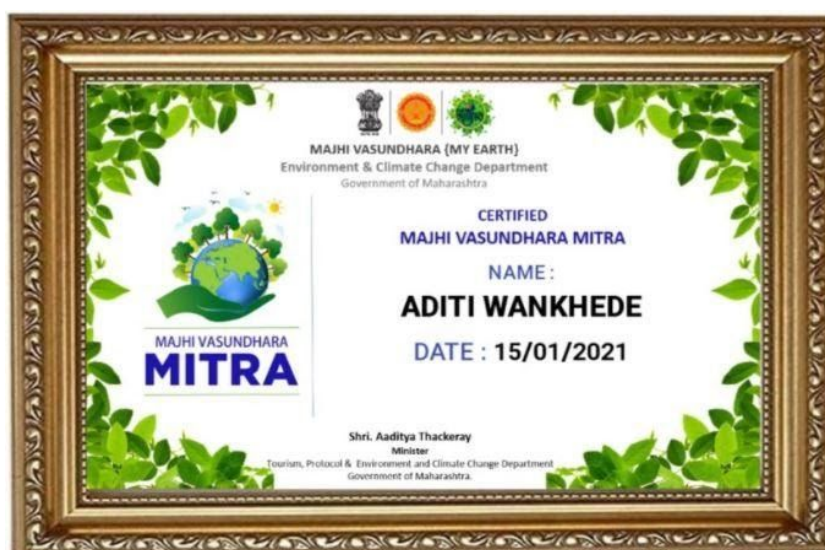 MAJHI VASUNDHARA {MY EARTH}
Environment & Climate Change Department
Government of Maharashtra
MAJHI VASUNDHARA
MITRA
CERTIFIED
MAJHI VASUNDHARA MITRA
NAME :
ADITI WANKHEDE
DATE : 15/01/2021
Shri. Aaditya Thackeray
Minister
Tourism, Protocol & Environment and Climate Change Department
Government of Maharashtra.